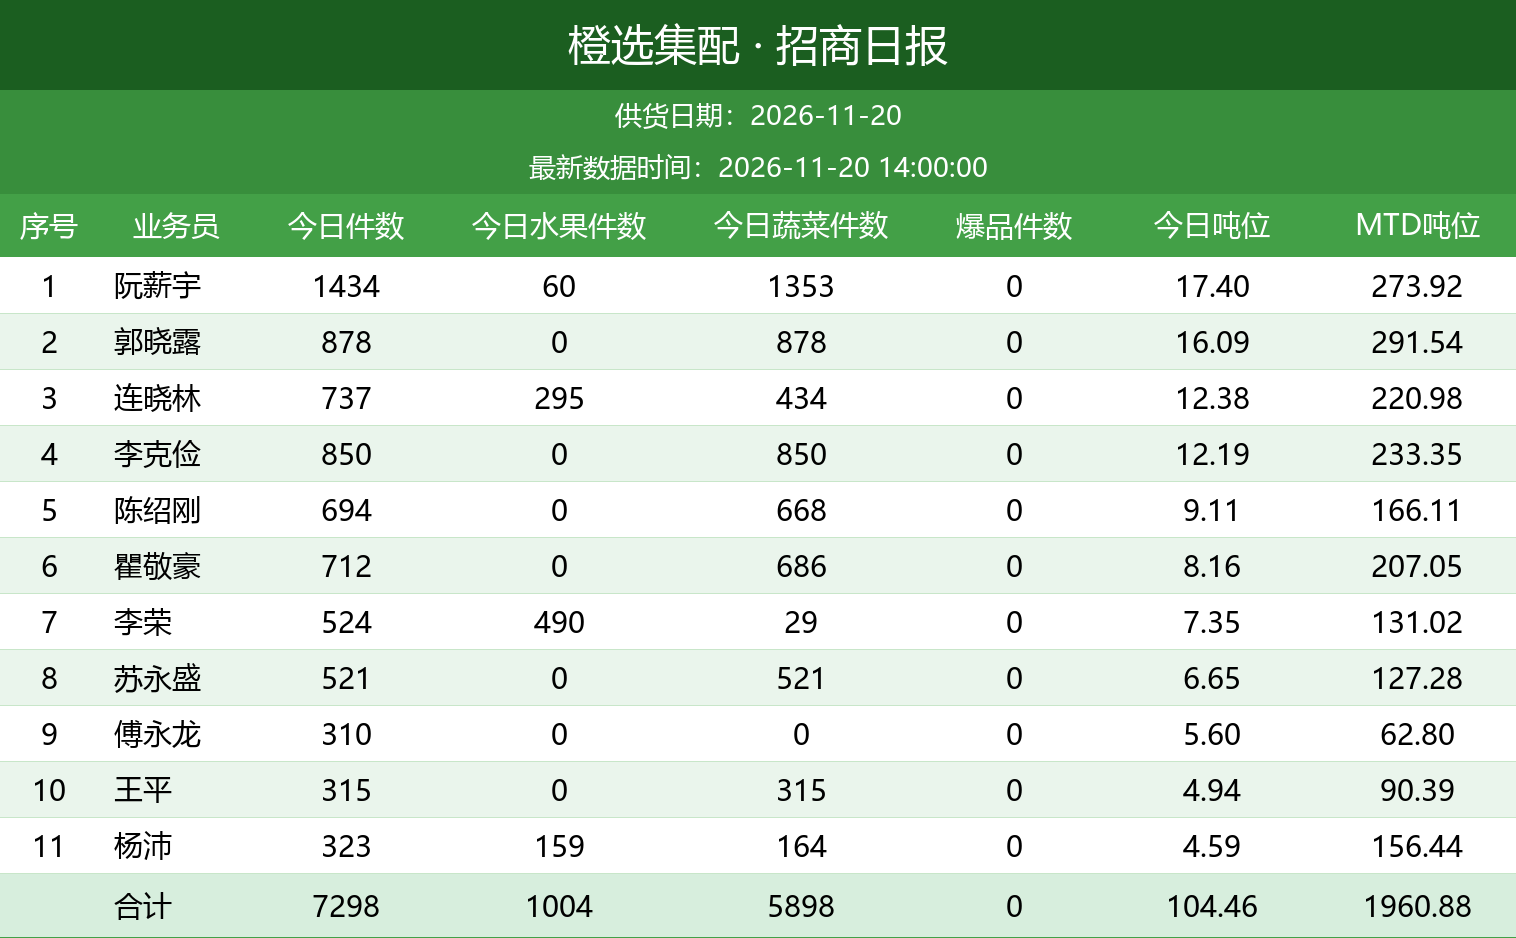 橙选集配 · 招商日报
供货日期：2026-11-20
最新数据时间：2026-11-20 14:00:00
序号 业务员 今日件数 今日水果件数 今日蔬菜件数 爆品件数 今日吨位 MTD吨位
1 阮薪宇 1434 60 1353 0 17.40 273.92
2 郭晓露 878 0 878 0 16.09 291.54
3 连晓林 737 295 434 0 12.38 220.98
4 李克俭 850 0 850 0 12.19 233.35
5 陈绍刚 694 0 668 0 9.11 166.11
6 瞿敬豪 712 0 686 0 8.16 207.05
7 李荣 524 490 29 0 7.35 131.02
8 苏永盛 521 0 521 0 6.65 127.28
9 傅永龙 310 0 0 0 5.60 62.80
10 王平 315 0 315 0 4.94 90.39
11 杨沛 323 159 164 0 4.59 156.44
合计 7298 1004 5898 0 104.46 1960.88